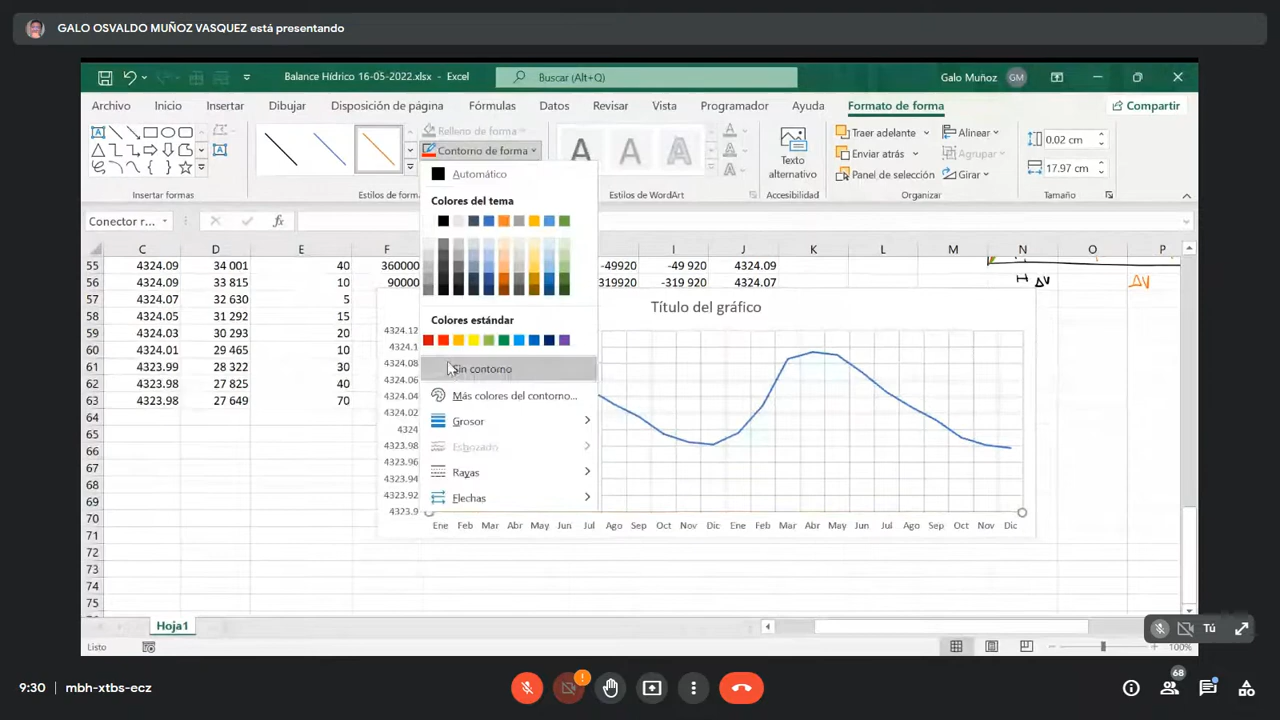 GALO OSVALDO MUÑOZ VASQUEZ está presentando
Balance Hídrico 16-05-2022.xlsx - Excel
Buscar (Alt+Q)
Galo Muñoz GM
Archivo Inicio Insertar Dibujar Disposición de página Fórmulas Datos Revisar Vista Programador Ayuda Formato de forma Compartir
Relleno de forma
Contorno de forma
Texto alternativo
Traer adelante
Enviar atrás
Panel de selección
Alinear
Agrupar
Girar
0.02 cm
17.97 cm
Insertar formas
Estilos de
Estilos de WordArt
Accesibilidad
Organizar
Tamaño
Automático
Colores del tema
Colores estándar
Sin contorno
Más colores del contorno...
Grosor
Esbozado
Rayas
Flechas
Conector r...
fx
C D E F I J K L M N O P
55 4324.09 34 001 40 360000 -49920 -49 920 4324.09
56 4324.09 33 815 10 90000 -319920 -319 920 4324.07
57 4324.07 32 630 5
58 4324.05 31 292 15
59 4324.03 30 293 20
60 4324.01 29 465 10
61 4323.99 28 322 30
62 4323.98 27 825 40
63 4323.98 27 649 70
64
65
66
67
68
69
70
71
72
73
74
75
H ΔV
ΔV
Título del gráfico
4324.12
4324.1
4324.08
4324.06
4324.04
4324.02
4324
4323.98
4323.96
4323.94
4323.92
4323.9
Ene Feb Mar Abr May Jun Jul Ago Sep Oct Nov Dic Ene Feb Mar Abr May Jun Jul Ago Sep Oct Nov Dic
Hoja1
Listo
100%
Tú
9:30 mbh-xtbs-ecz
68